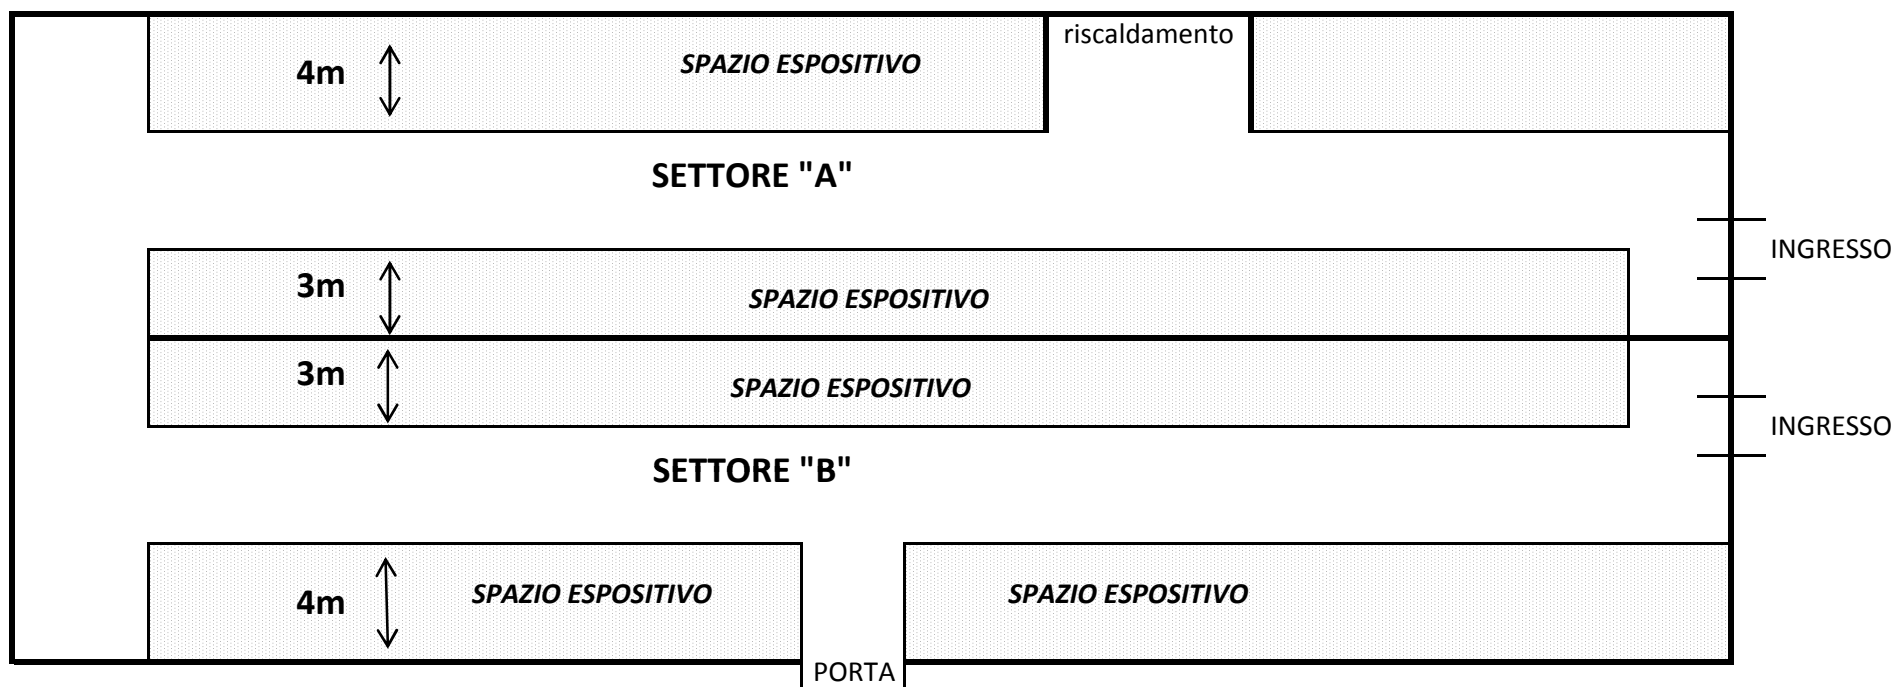 riscaldamento
4m
SPAZIO ESPOSITIVO
SETTORE "A"
INGRESSO
3m
SPAZIO ESPOSITIVO
3m
SPAZIO ESPOSITIVO
INGRESSO
SETTORE "B"
4m
SPAZIO ESPOSITIVO
SPAZIO ESPOSITIVO
PORTA